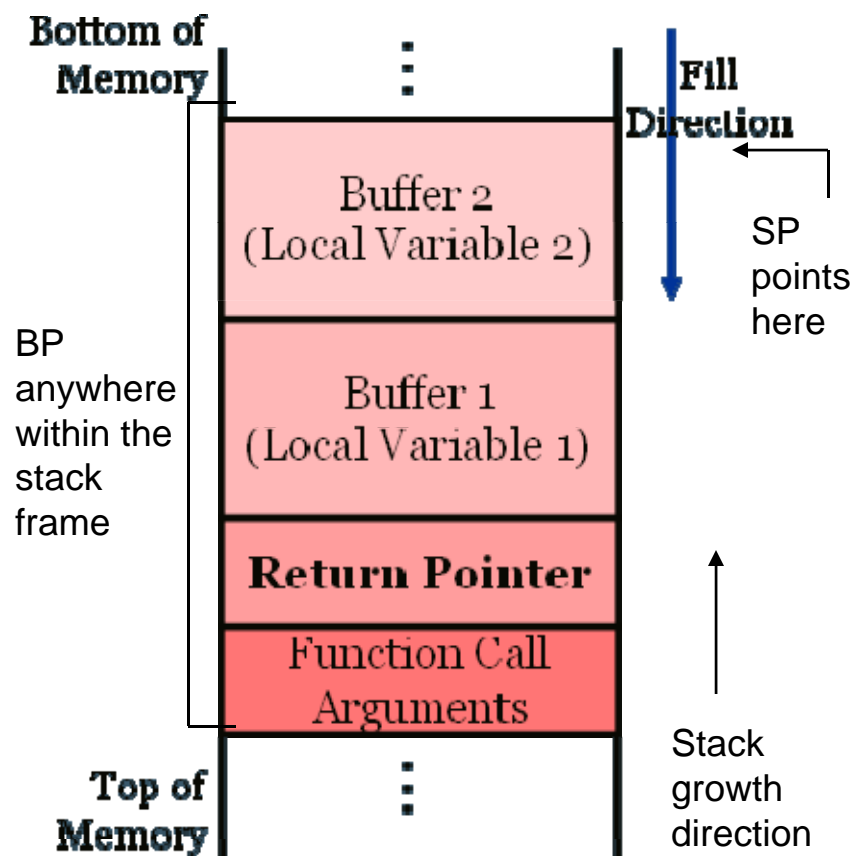 Bottom of
Memory
Fill
Direction
Buffer 2
(Local Variable 2)
SP
points
here
BP
anywhere
within the
stack
frame
Buffer 1
(Local Variable 1)
Return Pointer
Function Call
Arguments
Stack
growth
direction
Top of
Memory